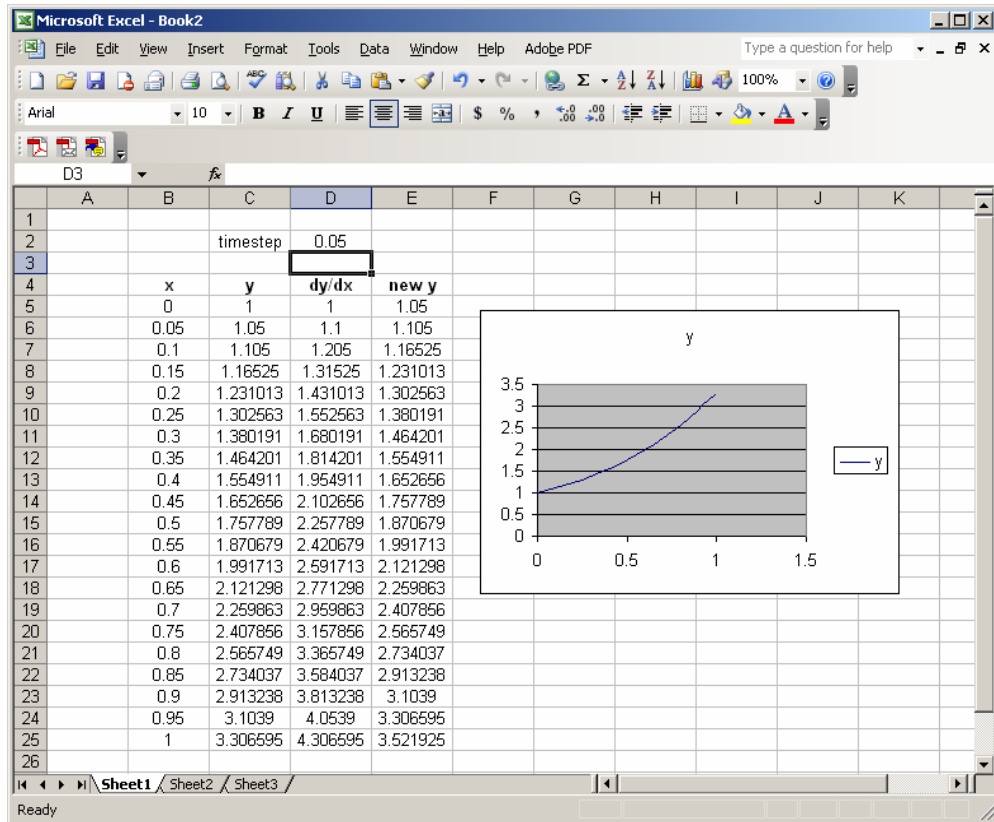 Microsoft Excel - Book2
File Edit View Insert Format Tools Data Window Help Adobe PDF Type a question for help
ABC Σ 100%
Arial 10 B I U $ % ,
D3 fx
A B C D E F G H I J K
1
2 timestep 0.05
3
4 x y dy/dx new y
5 0 1 1 1.05
6 0.05 1.05 1.1 1.105
7 0.1 1.105 1.205 1.16525
8 0.15 1.16525 1.31525 1.231013
9 0.2 1.231013 1.431013 1.302563
10 0.25 1.302563 1.552563 1.380191
11 0.3 1.380191 1.680191 1.464201
12 0.35 1.464201 1.814201 1.554911
13 0.4 1.554911 1.954911 1.652656
14 0.45 1.652656 2.102656 1.757789
15 0.5 1.757789 2.257789 1.870679
16 0.55 1.870679 2.420679 1.991713
17 0.6 1.991713 2.591713 2.121298
18 0.65 2.121298 2.771298 2.259863
19 0.7 2.259863 2.959863 2.407856
20 0.75 2.407856 3.157856 2.565749
21 0.8 2.565749 3.365749 2.734037
22 0.85 2.734037 3.584037 2.913238
23 0.9 2.913238 3.813238 3.1039
24 0.95 3.1039 4.0539 3.306595
25 1 3.306595 4.306595 3.521925
26
y
3.5
3
2.5
2
1.5
1
0.5
0
0 0.5 1 1.5
y
Sheet1 Sheet2 Sheet3
Ready